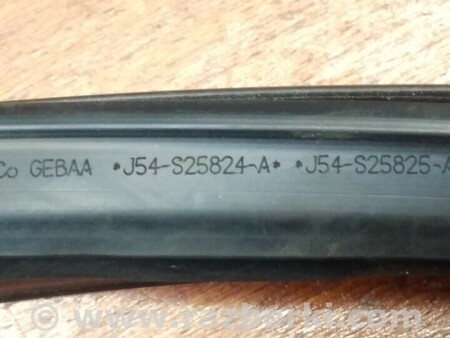 Co GEBAA *J54-S25824-A* *J54-S25825-A
© www.razborki.com